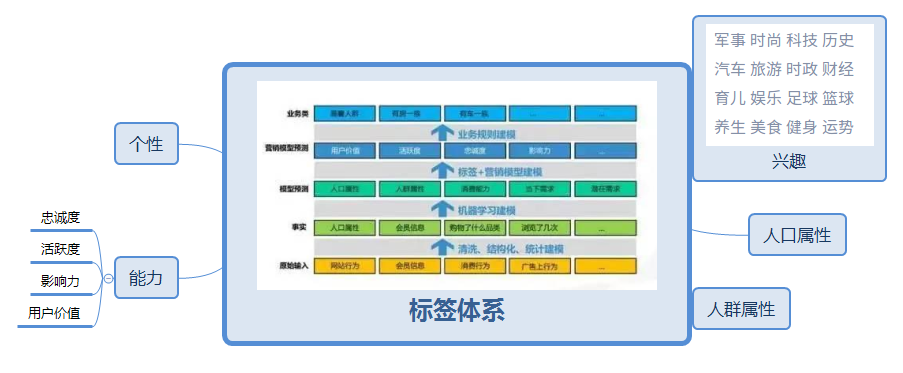 个性
能力
忠诚度
活跃度
影响力
用户价值
业务类
有房一族
有车一族
...
...
业务规则建模
营销模型预测
用户价值
活跃度
忠诚度
影响力
...
标签+营销模型建模
模型预测
人口属性
人群属性
消费能力
当下需求
潜在需求
机器学习建模
事实
人口属性
会员信息
购物了什么品类
浏览了几次
...
清洗、结构化、统计建模
原始输入
网站行为
会员信息
消费行为
广告上行为
...
标签体系
军事 时尚 科技 历史
汽车 旅游 时政 财经
育儿 娱乐 足球 篮球
养生 美食 健身 运势
兴趣
人口属性
人群属性